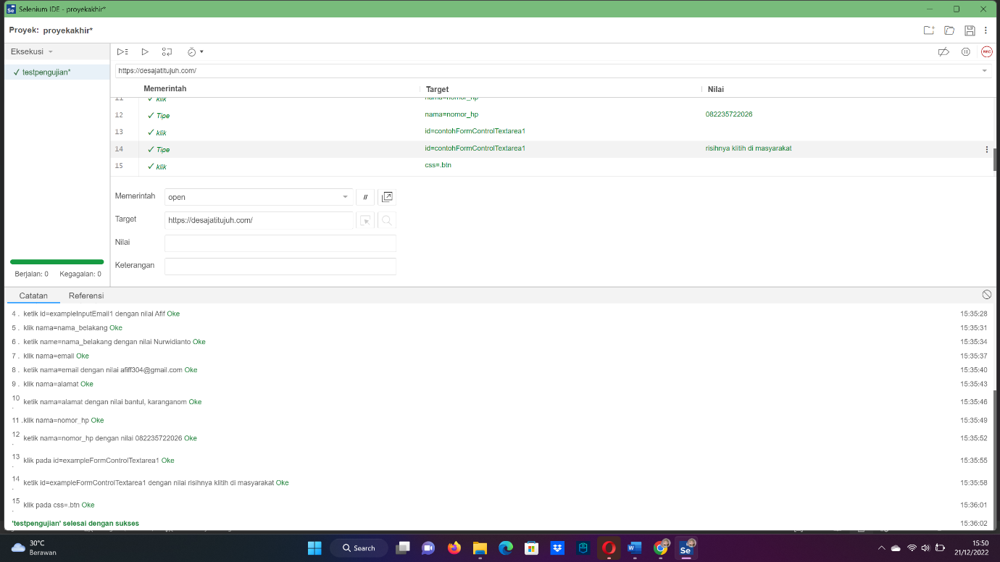 Selenium IDE - proyekakhir*
Proyek: proyekakhir*
Eksekusi
✓ testpengujian*
https://desajatitujuh.com/
Memerintah Target Nilai
11 ✓ klik nama=nomor_hp
12 ✓ Tipe nama=nomor_hp 082235722026
13 ✓ klik id=contohFormControlTextarea1
14 ✓ Tipe id=contohFormControlTextarea1 risihnya klitih di masyarakat
15 ✓ klik css=.btn
Memerintah open //
Target https://desajatitujuh.com/
Nilai
Keterangan
Berjalan: 0 Kegagalan: 0
REC
Catatan Referensi
4 . ketik id=exampleInputEmail1 dengan nilai Afif Oke 15:35:28
5 . klik nama=nama_belakang Oke 15:35:31
6 . ketik name=nama_belakang dengan nilai Nurwidianto Oke 15:35:34
7 . klik nama=email Oke 15:35:37
8 . ketik nama=email dengan nilai afiff304@gmail.com Oke 15:35:40
9 . klik nama=alamat Oke 15:35:43
10 . ketik nama=alamat dengan nilai bantul, karanganom Oke 15:35:46
11 . klik nama=nomor_hp Oke 15:35:49
12 . ketik nama=nomor_hp dengan nilai 082235722026 Oke 15:35:52
13 . klik pada id=exampleFormControlTextarea1 Oke 15:35:55
14 . ketik id=exampleFormControlTextarea1 dengan nilai risihnya klitih di masyarakat Oke 15:35:58
15 . klik pada css=.btn Oke 15:36:01
'testpengujian' selesai dengan sukses 15:36:02
30°C
Berawan
Search
15:50
21/12/2022